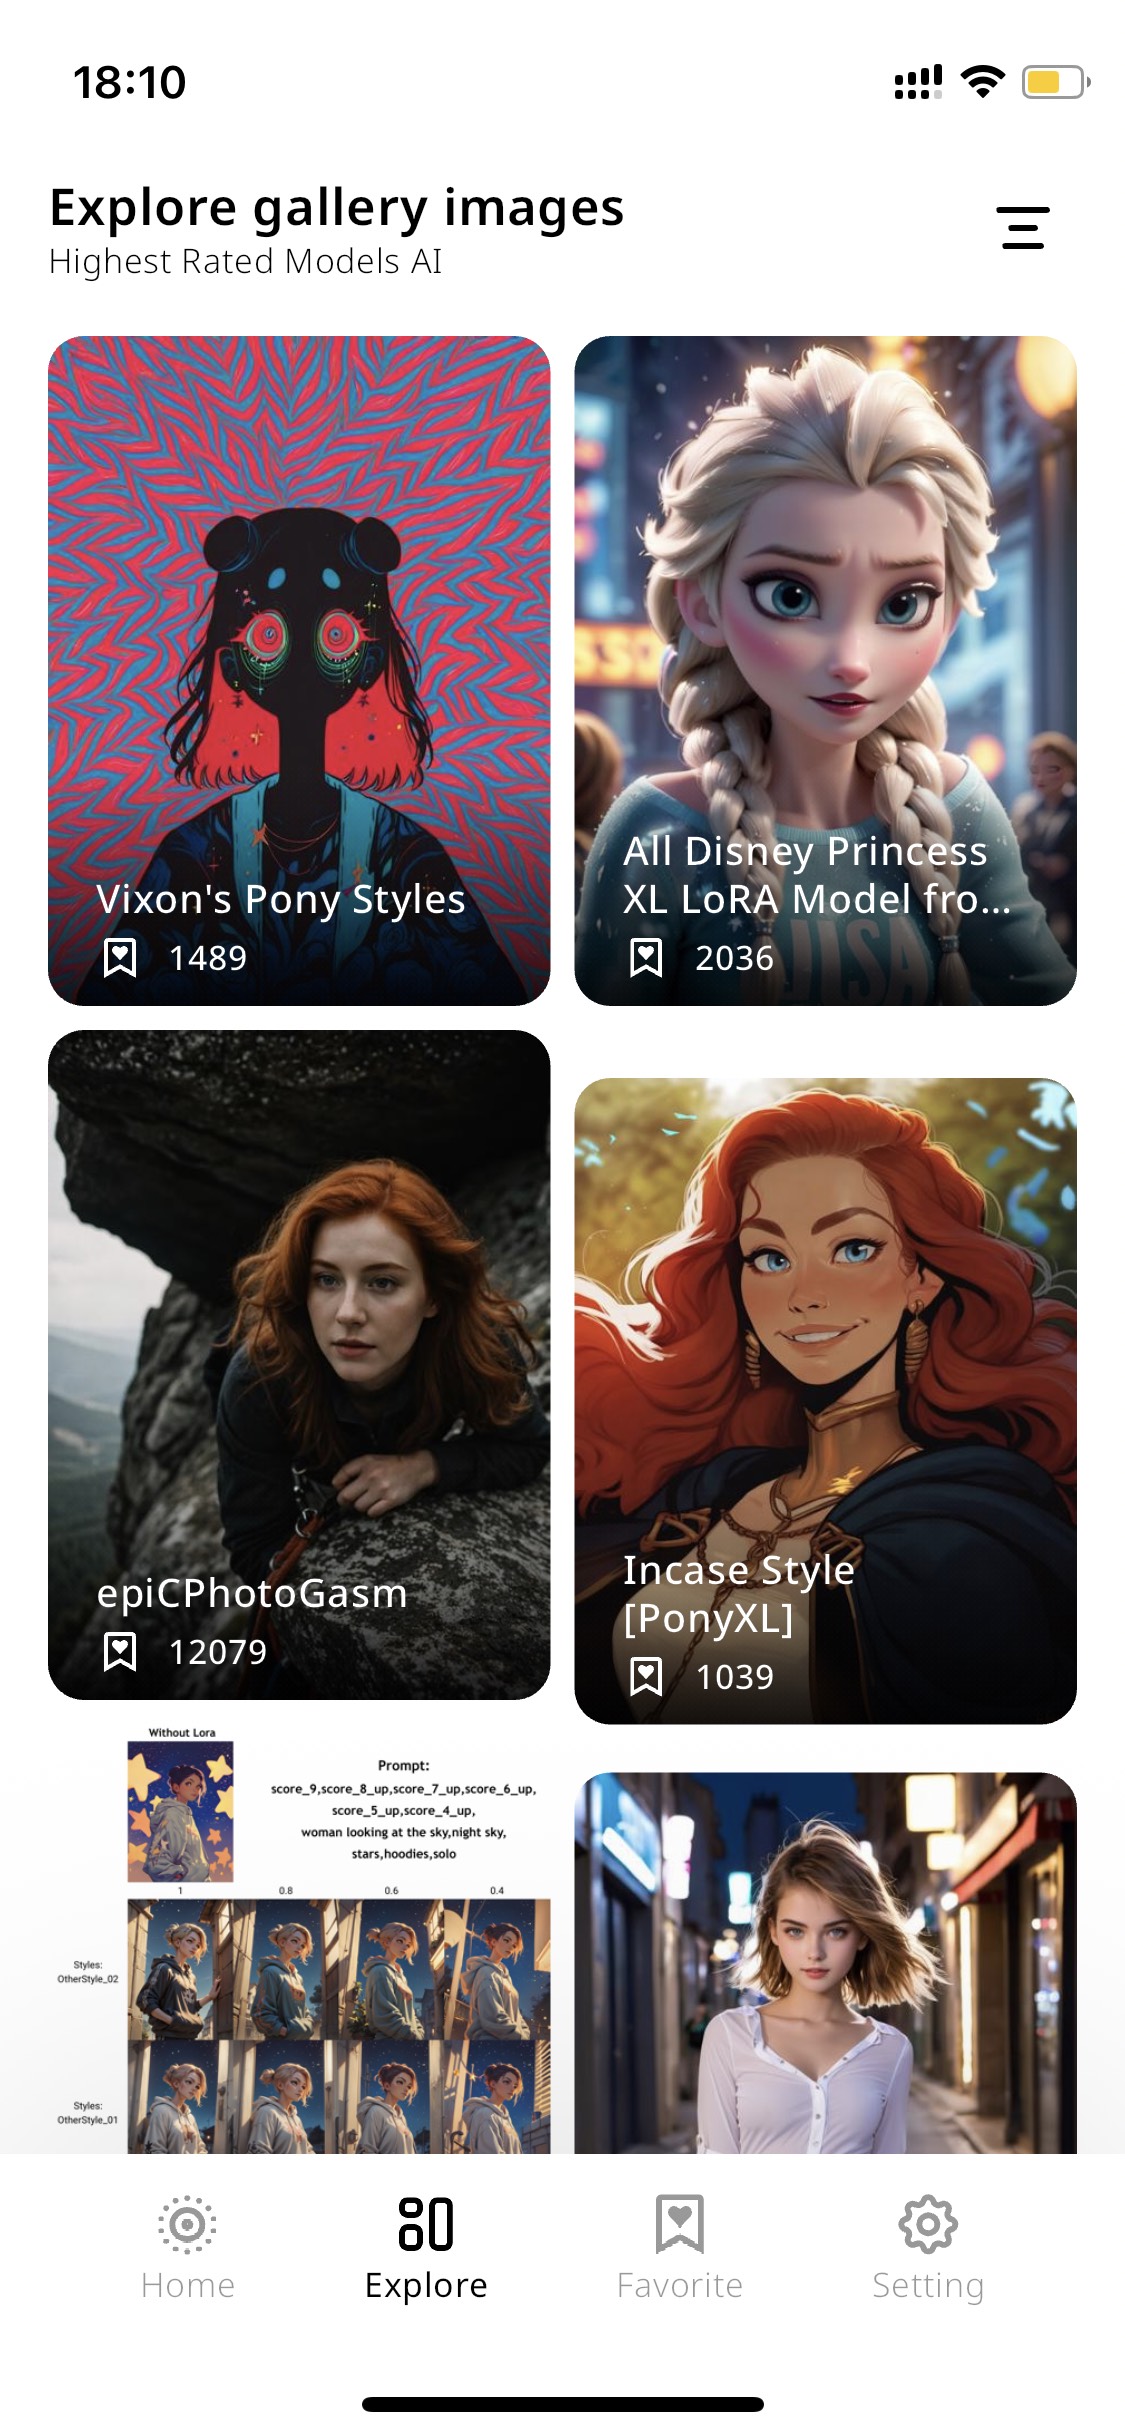 18:10
Explore gallery images
Highest Rated Models AI
Vixon's Pony Styles
1489
All Disney Princess
XL LoRA Model fro...
2036
epiCPhotoGasm
12079
Incase Style
[PonyXL]
1039
Without Lora
Prompt:
score_9,score_8_up,score_7_up,score_6_up,
score_5_up,score_4_up,
woman looking at the sky,night sky,
stars,hoodies,solo
1 0.8 0.6 0.4
Styles:
OtherStyle_02
Styles:
OtherStyle_01
Home Explore Favorite Setting